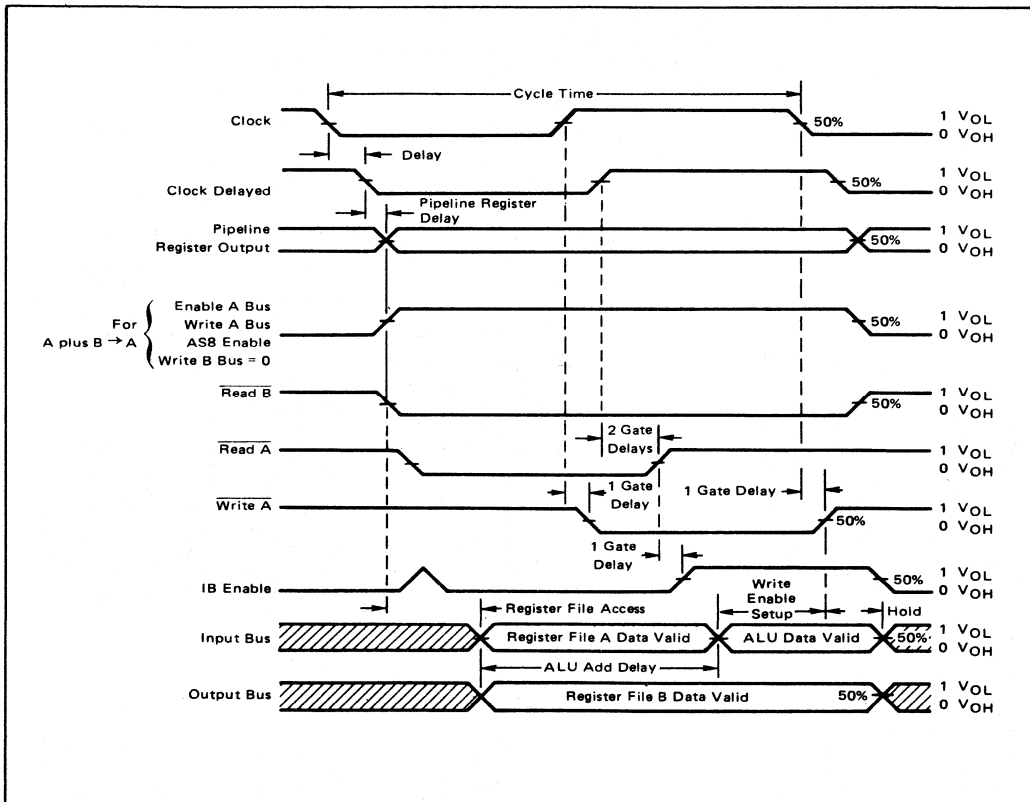 Cycle Time
Clock
50%
1 VOL
0 VOH
Delay
Clock Delayed
50%
1 VOL
0 VOH
Pipeline Register
Delay
Pipeline
Register Output
50%
1 VOL
0 VOH
For
A plus B → A
Enable A Bus
Write A Bus
AS8 Enable
Write B Bus = 0
50%
1 VOL
0 VOH
Read B
50%
1 VOL
0 VOH
2 Gate
Delays
Read A
1 VOL
0 VOH
1 Gate
Delay
1 Gate Delay
Write A
50%
1 VOL
0 VOH
1 Gate
Delay
IB Enable
50%
1 VOL
0 VOH
Write
Enable
Setup
Register File Access
Hold
Input Bus
Register File A Data Valid
ALU Data Valid
50%
1 VOL
0 VOH
ALU Add Delay
Output Bus
Register File B Data Valid
50%
1 VOL
0 VOH